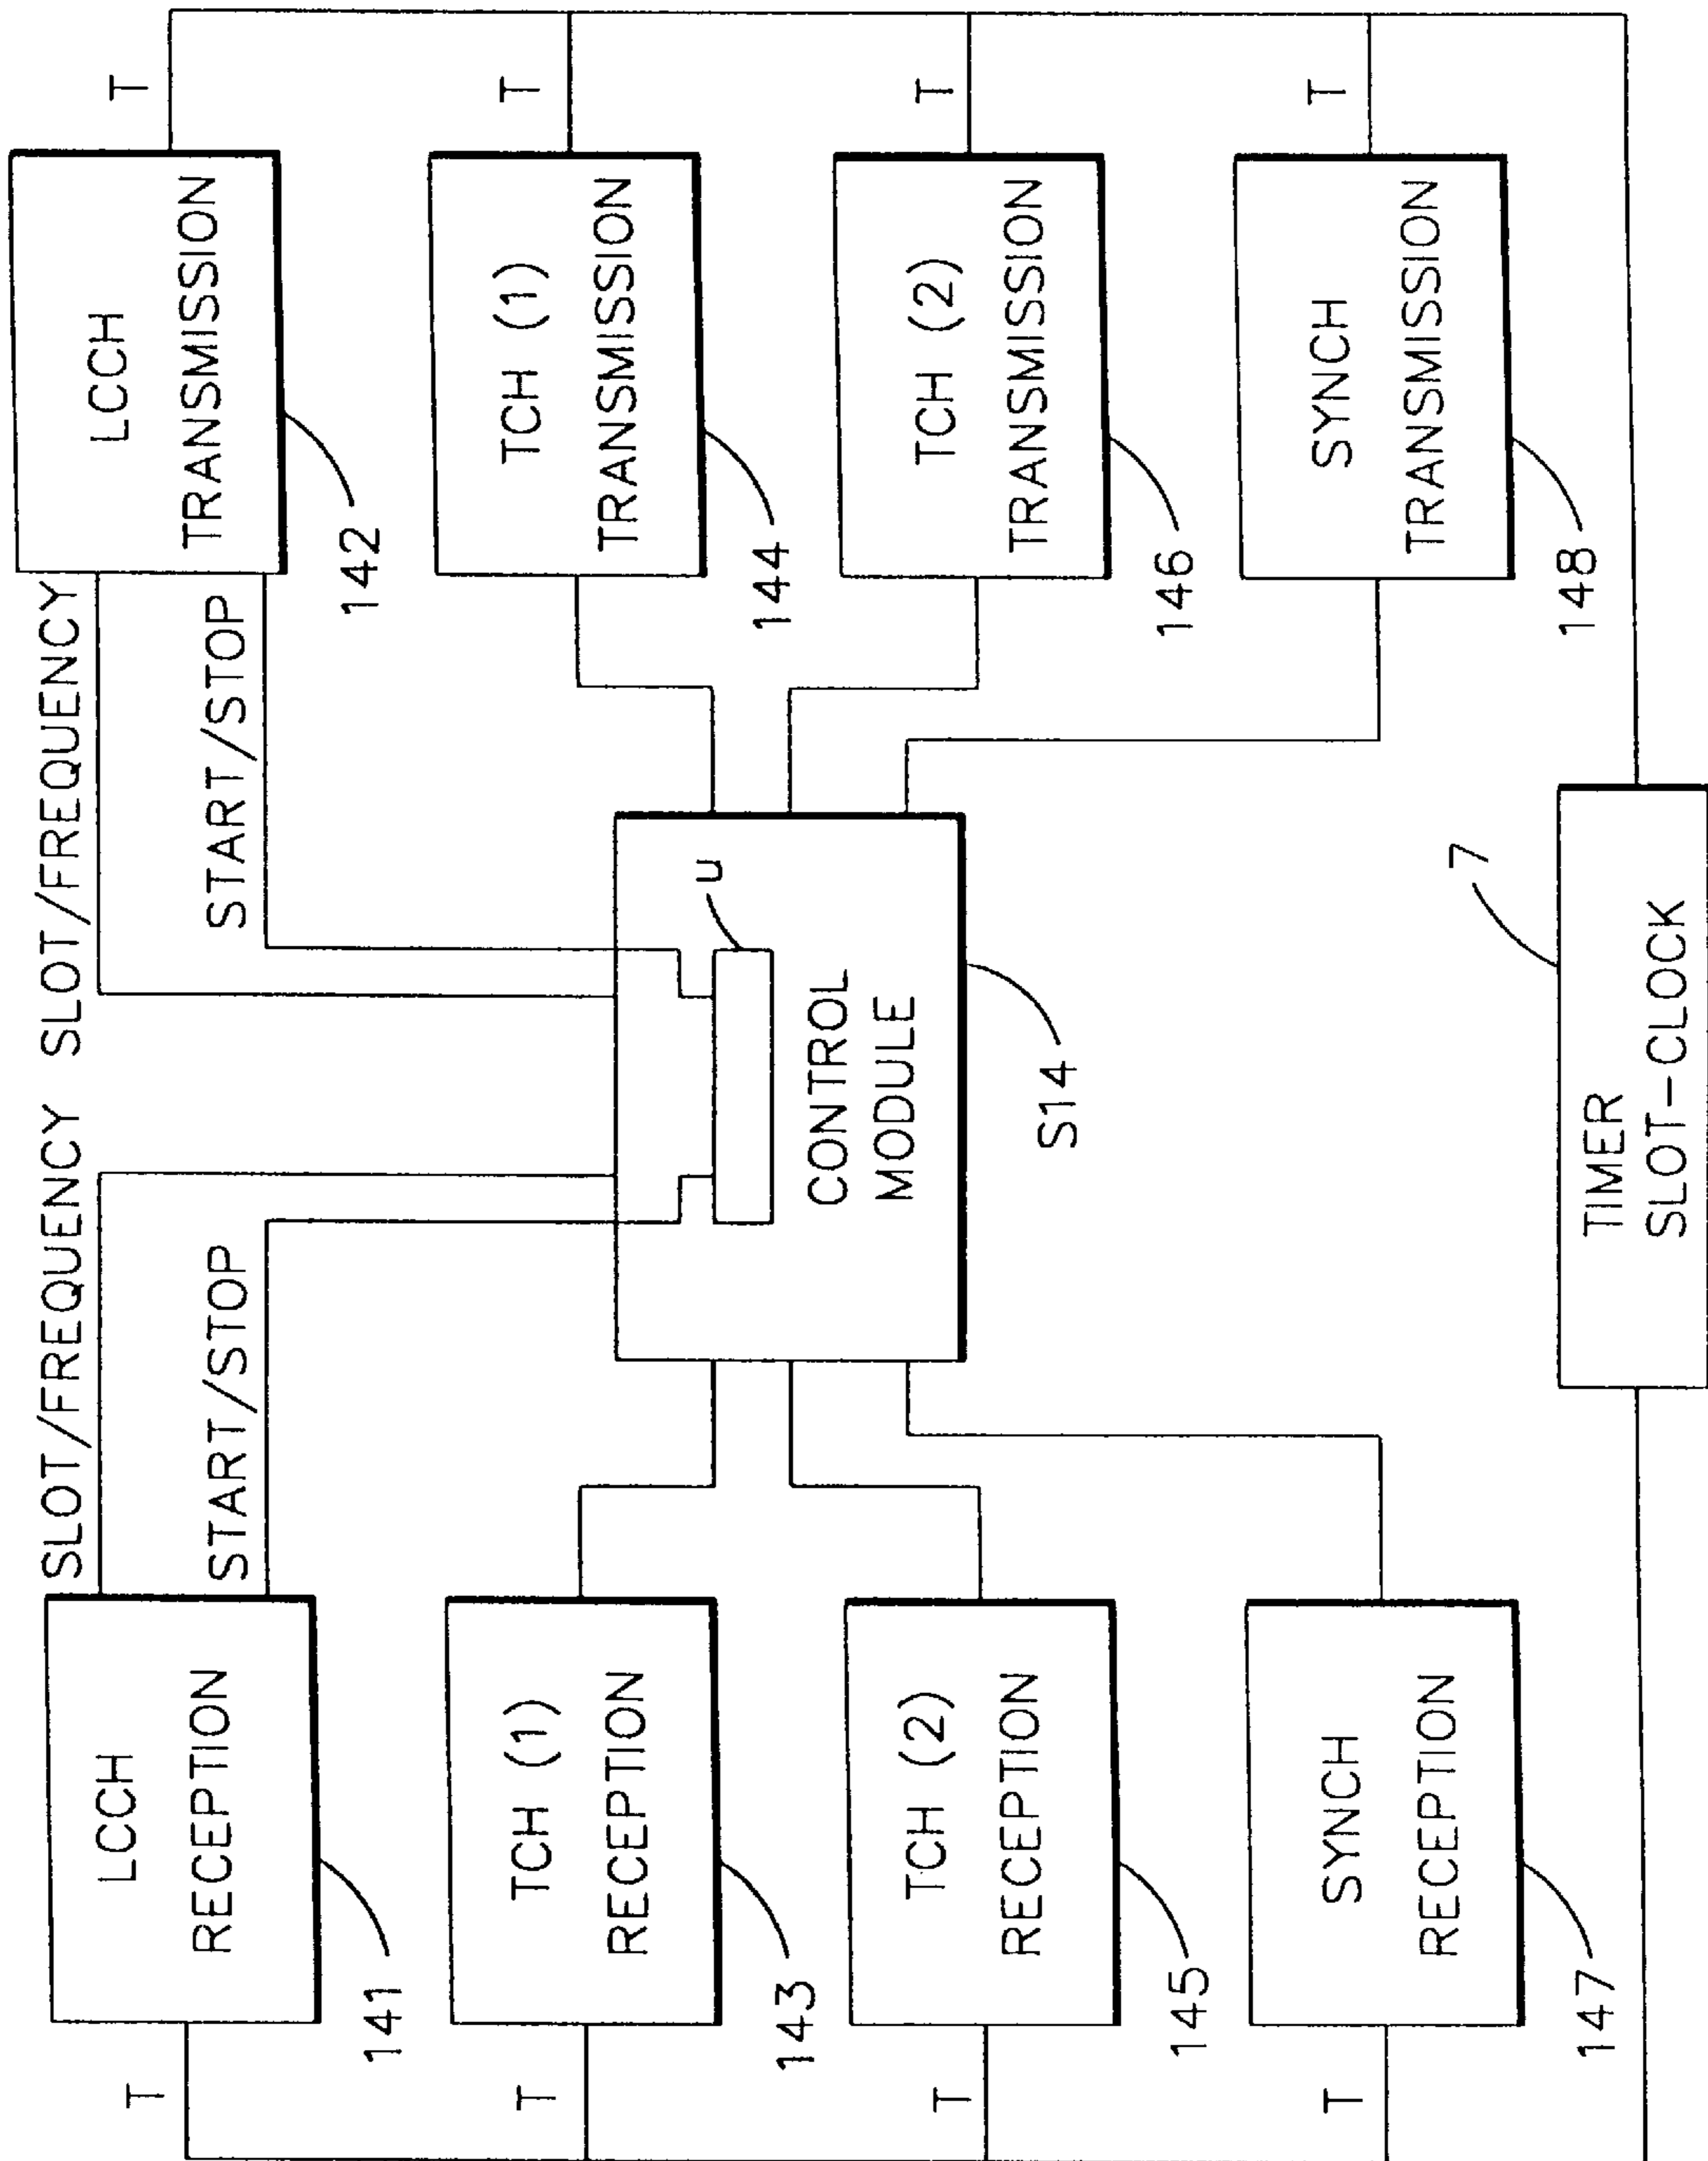 SLOT/FREQUENCY SLOT/FREQUENCY
START/STOP
START/STOP
T
LCCH
RECEPTION
141
LCCH
TRANSMISSION
142
T
T
TCH (1)
RECEPTION
143
TCH (1)
TRANSMISSION
144
T
u
CONTROL
MODULE
S14
T
TCH (2)
RECEPTION
145
TCH (2)
TRANSMISSION
146
T
T
SYNCH
RECEPTION
147
SYNCH
TRANSMISSION
148
T
7
TIMER
SLOT-CLOCK